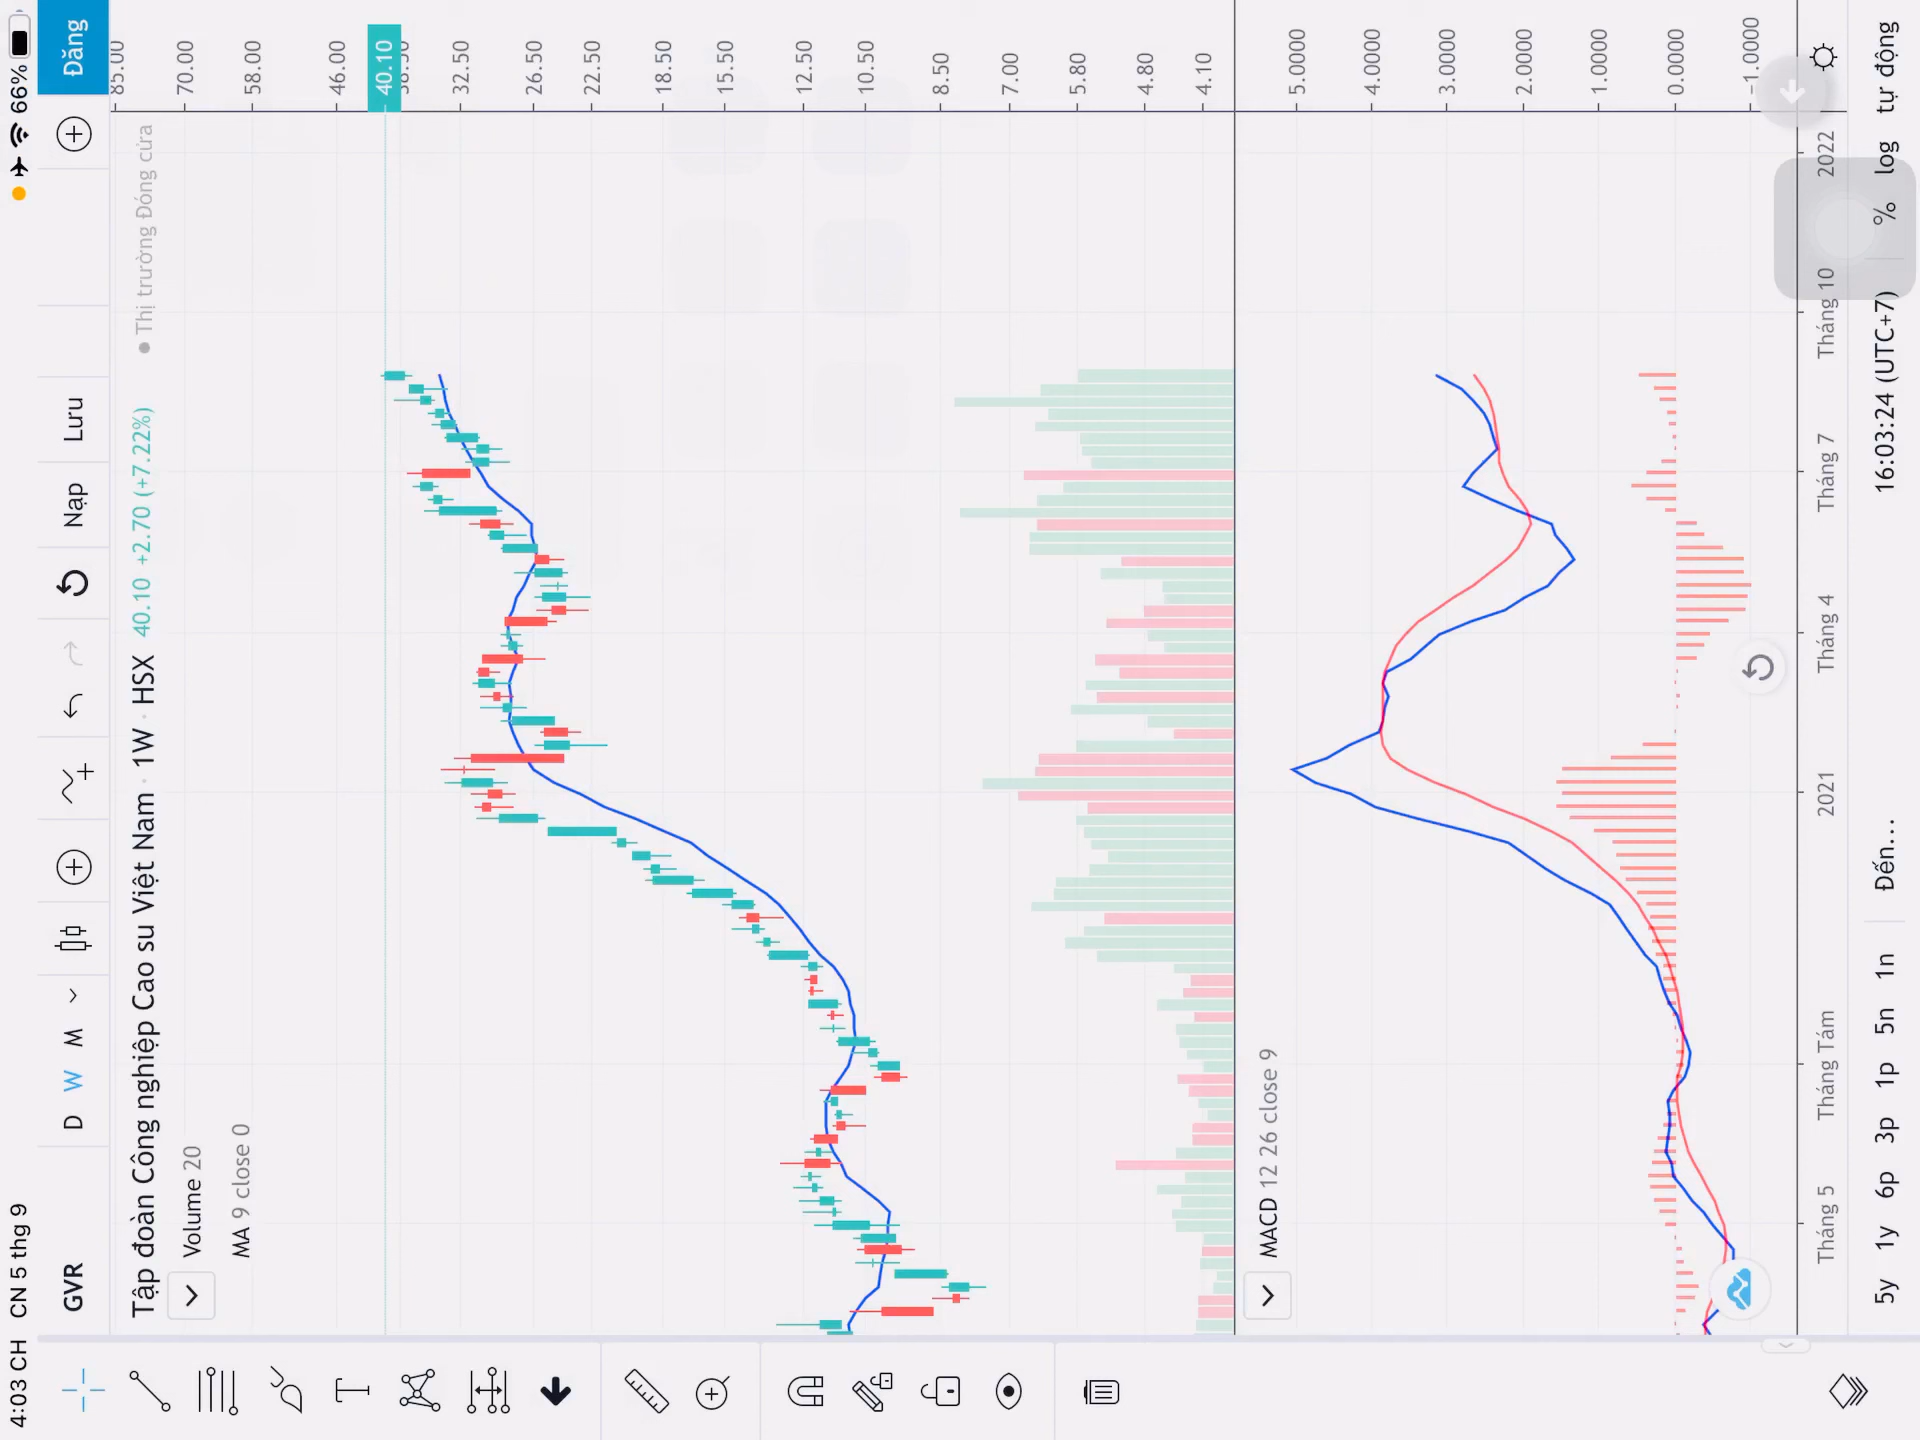 4:03 CH CN 5 thg 9
66%
GVR
D W M
Nạp
Lưu
Đăng
Tập đoàn Công nghiệp Cao su Việt Nam · 1W · HSX 40.10 +2.70 (+7.22%)
Thị trường Đóng cửa
Volume 20
MA 9 close 0
85.00
70.00
58.00
46.00
40.10
32.50
26.50
22.50
18.50
15.50
12.50
10.50
8.50
7.00
5.80
4.80
4.10
MACD 12 26 close 9
5.0000
4.0000
3.0000
2.0000
1.0000
0.0000
-1.0000
Tháng 5
Tháng Tám
2021
Tháng 4
Tháng 7
Tháng 10
2022
5y 1y 6p 3p 1p 5n 1n Đến...
16:03:24 (UTC+7) % log tự động